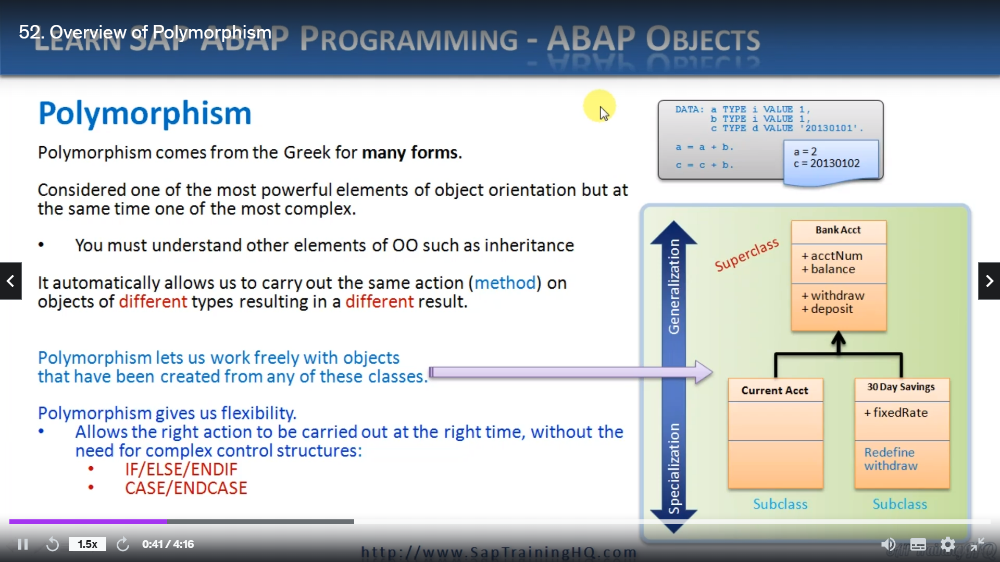 52. Overview of Polymorphism
LEARN SAP ABAP PROGRAMMING - ABAP OBJECTS
Polymorphism
Polymorphism comes from the Greek for many forms.
Considered one of the most powerful elements of object orientation but at
the same time one of the most complex.
• You must understand other elements of OO such as inheritance
It automatically allows us to carry out the same action (method) on
objects of different types resulting in a different result.
Polymorphism lets us work freely with objects
that have been created from any of these classes.
Polymorphism gives us flexibility.
• Allows the right action to be carried out at the right time, without the
need for complex control structures:
• IF/ELSE/ENDIF
• CASE/ENDCASE
DATA: a TYPE i VALUE 1,
b TYPE i VALUE 1,
c TYPE d VALUE '20130101'.
a = a + b.
c = c + b.
a = 2
c = 20130102
Generalization
Specialization
Superclass
Bank Acct
+ acctNum
+ balance
+ withdraw
+ deposit
Current Acct
30 Day Savings
+ fixedRate
Redefine
withdraw
Subclass
Subclass
1.5x
0:41 / 4:16
http://www.SapTrainingHQ.com